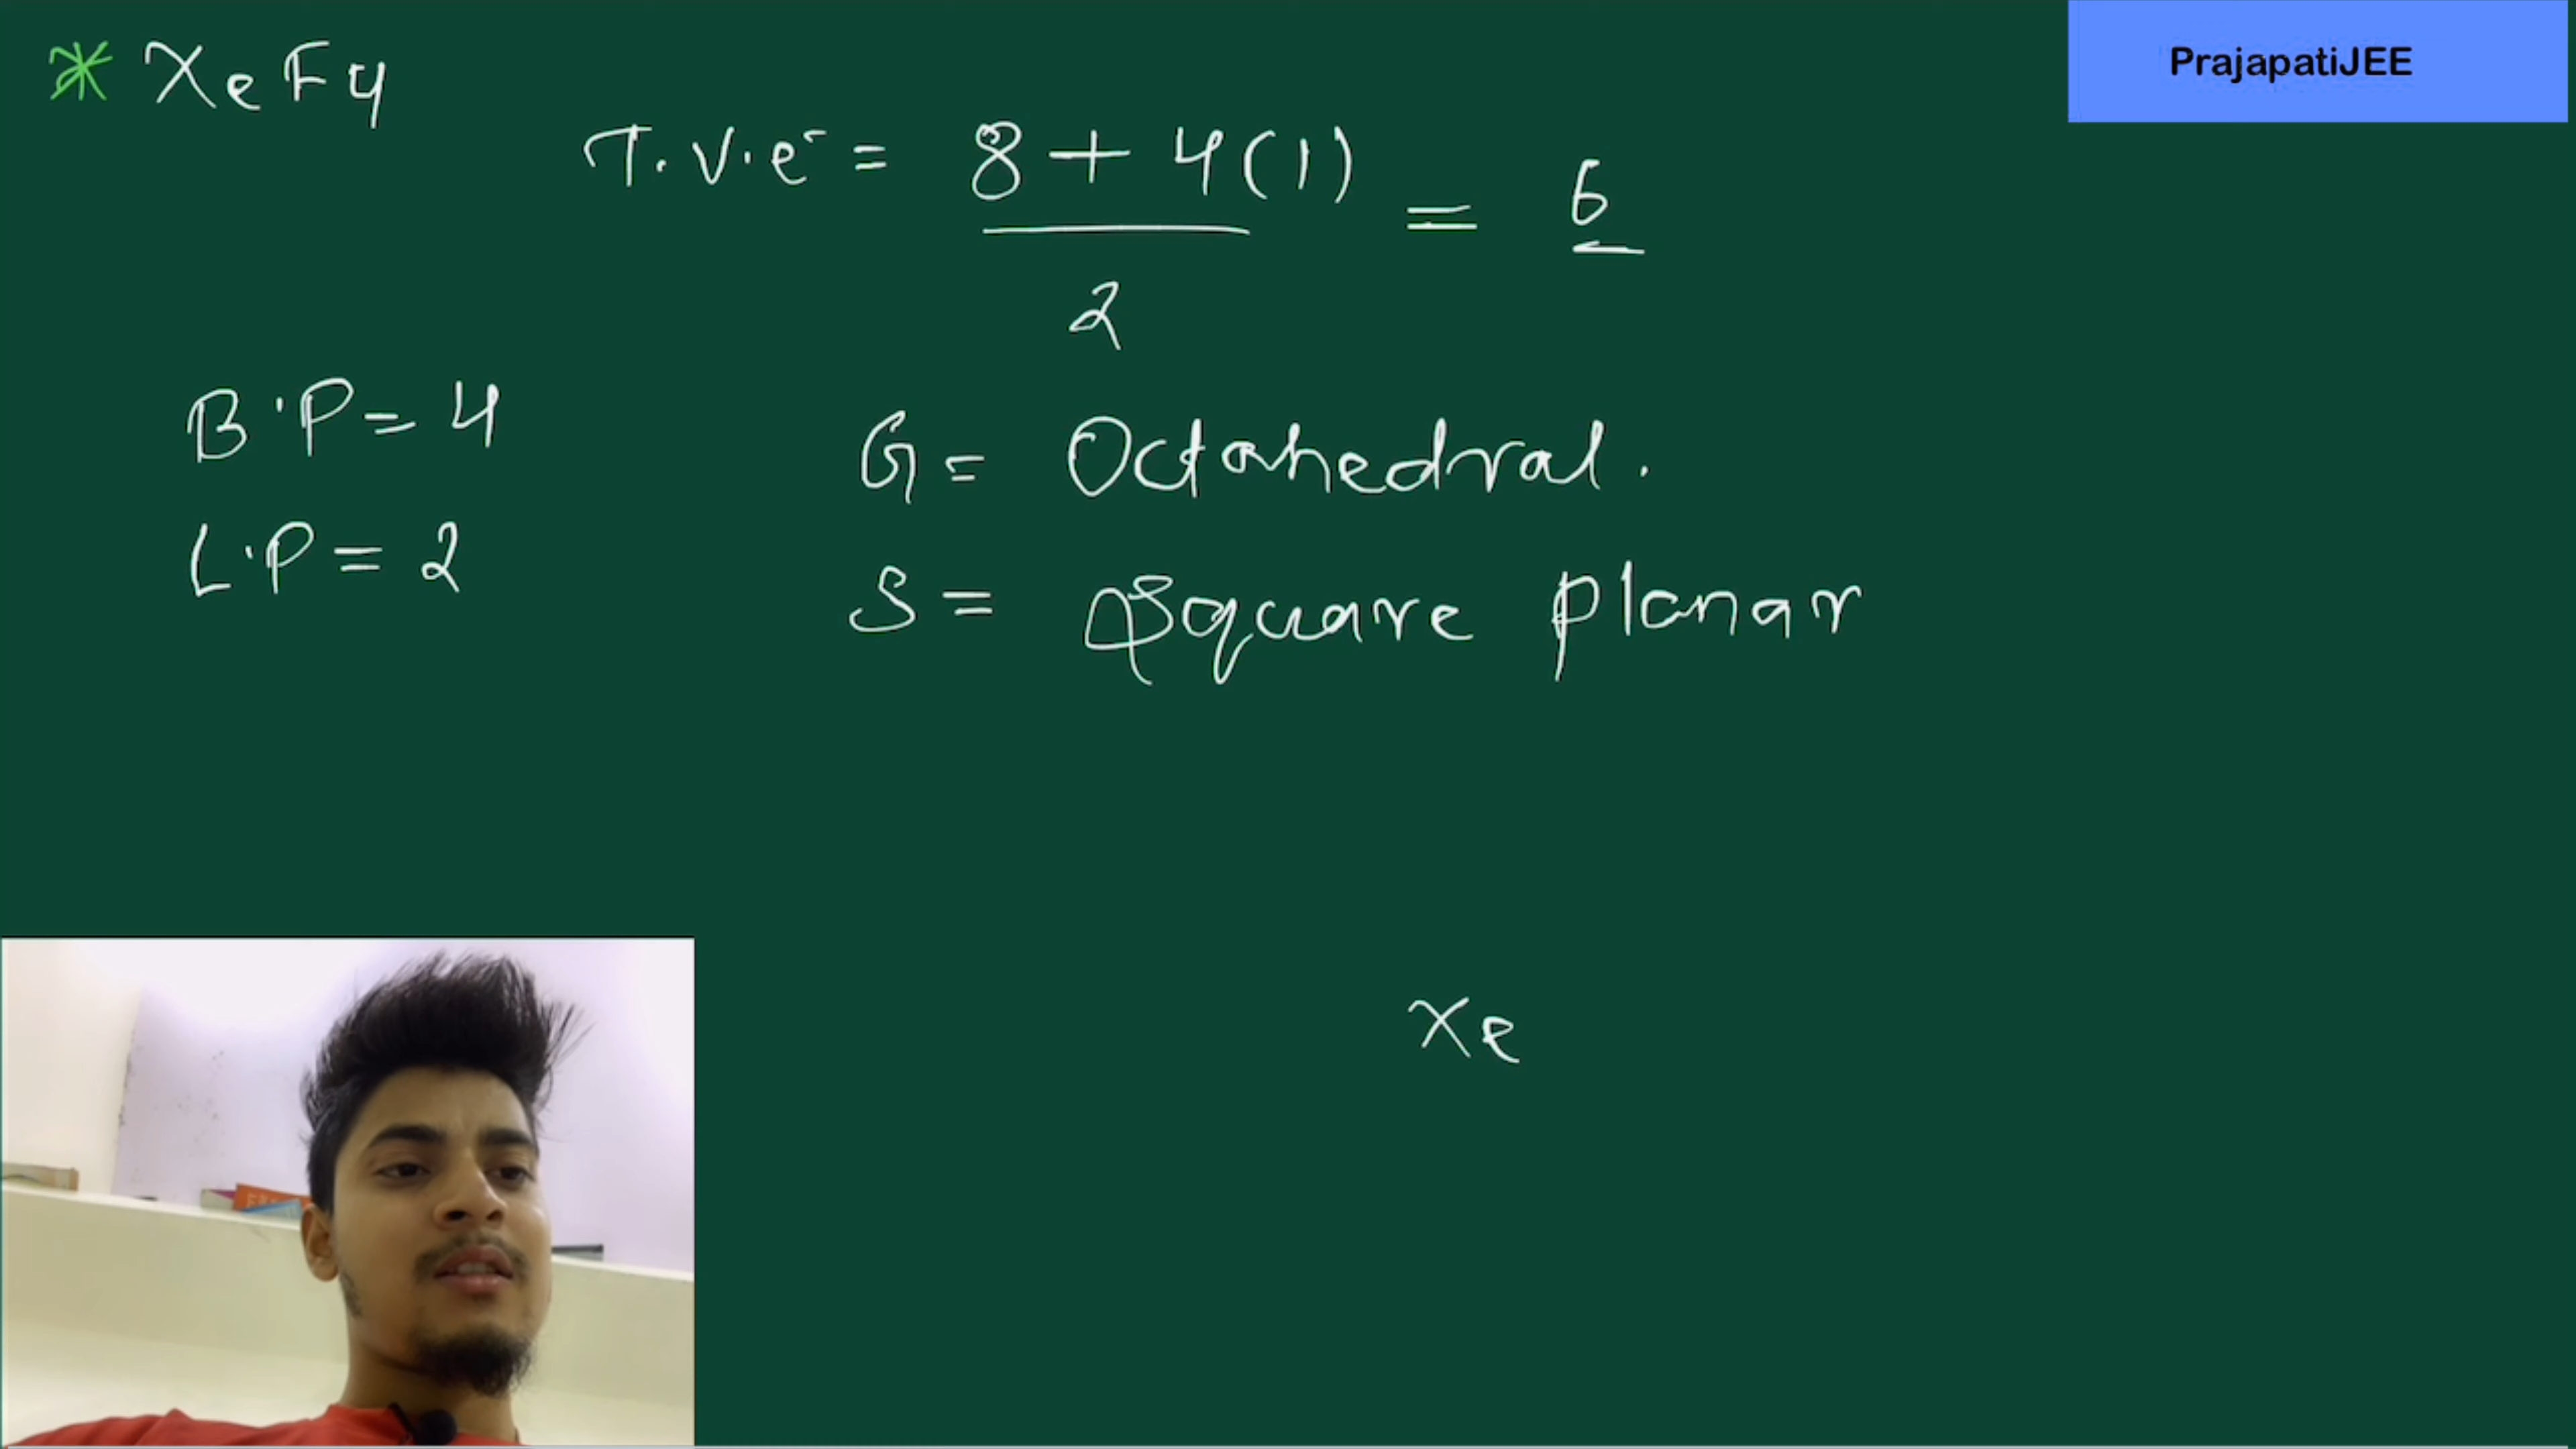 PrajapatiJEE
* XeF4
T.V.e- = 8 + 4(1) = 6
2
B.P = 4
L.P = 2
G = Octahedral.
S = Square planar
Xe